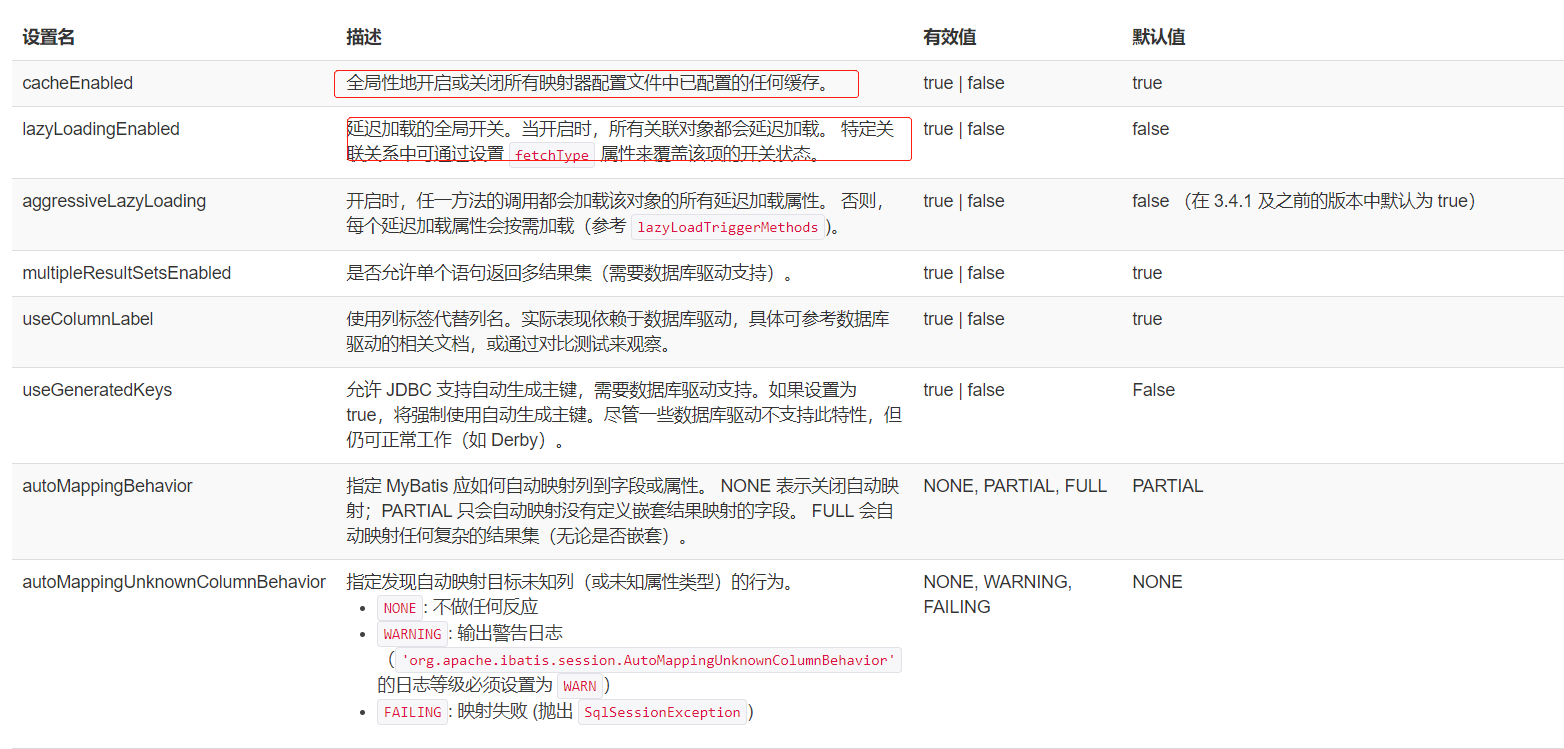 设置名 描述 有效值 默认值
cacheEnabled 全局性地开启或关闭所有映射器配置文件中已配置的任何缓存。 true | false true
lazyLoadingEnabled 延迟加载的全局开关。当开启时，所有关联对象都会延迟加载。 特定关 true | false false
联关系中可通过设置 fetchType 属性来覆盖该项的开关状态。
aggressiveLazyLoading 开启时，任一方法的调用都会加载该对象的所有延迟加载属性。 否则， true | false false （在 3.4.1 及之前的版本中默认为 true）
每个延迟加载属性会按需加载（参考 lazyLoadTriggerMethods)。
multipleResultSetsEnabled 是否允许单个语句返回多结果集（需要数据库驱动支持）。 true | false true
useColumnLabel 使用列标签代替列名。实际表现依赖于数据库驱动，具体可参考数据库 true | false true
驱动的相关文档，或通过对比测试来观察。
useGeneratedKeys 允许 JDBC 支持自动生成主键，需要数据库驱动支持。如果设置为 true | false False
true，将强制使用自动生成主键。尽管一些数据库驱动不支持此特性，但
仍可正常工作（如 Derby）。
autoMappingBehavior 指定 MyBatis 应如何自动映射列到字段或属性。 NONE 表示关闭自动映 NONE, PARTIAL, FULL PARTIAL
射；PARTIAL 只会自动映射没有定义嵌套结果映射的字段。 FULL 会自
动映射任何复杂的结果集（无论是否嵌套）。
autoMappingUnknownColumnBehavior 指定发现自动映射目标未知列（或未知属性类型）的行为。 NONE, WARNING, NONE
• NONE: 不做任何反应 FAILING
• WARNING: 输出警告日志
（'org.apache.ibatis.session.AutoMappingUnknownColumnBehavior'
的日志等级必须设置为 WARN）
• FAILING: 映射失败 (抛出 SqlSessionException)